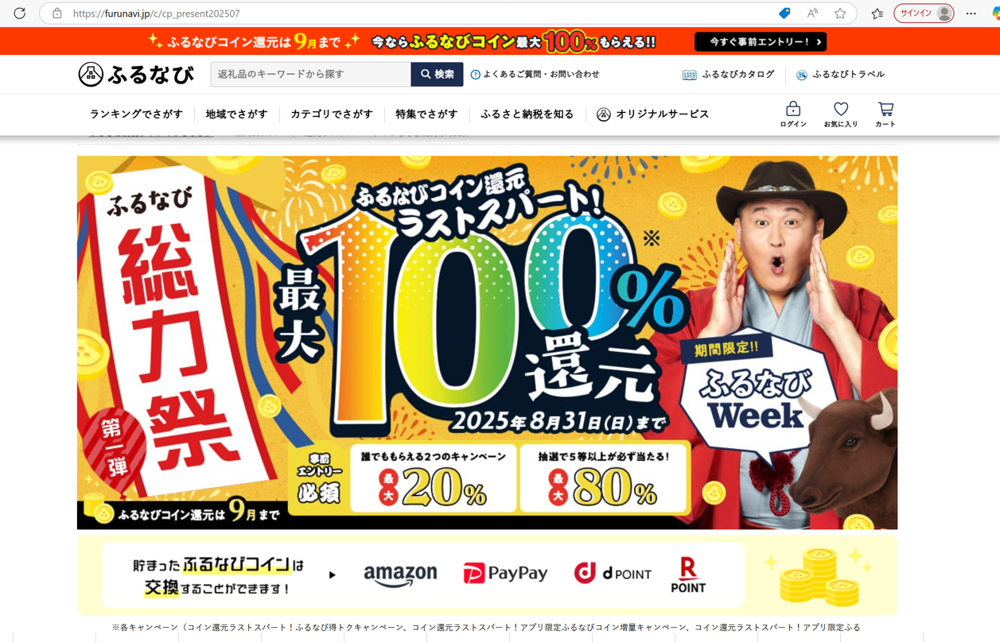 https://furunavi.jp/c/cp_present202507
サインイン
ふるなびコイン還元は9月まで 今ならふるなびコイン最大100%もらえる!! 今すぐ事前エントリー!
ふるなび
返礼品のキーワードから探す
検索
? よくあるご質問・お問い合わせ
ふるなびカタログ
ふるなびトラベル
ランキングでさがす 地域でさがす カテゴリでさがす 特集でさがす ふるさと納税を知る オリジナルサービス
ログイン お気に入り カート
ふるなび
総力祭
第一弾
ふるなびコイン還元は9月まで
ふるなびコイン還元
ラストスパート!
最大100%還元※
2025年8月31日(日)まで
事前
エントリー
必須
誰でももらえる2つのキャンペーン
最大20%
抽選で5等以上が必ず当たる!
最大80%
期間限定!!
ふるなび
Week
貯まったふるなびコインは
交換することができます!
amazon
PayPay
d POINT
R
POINT
※各キャンペーン（コイン還元ラストスパート！ふるなび得トクキャンペーン、コイン還元ラストスパート！アプリ限定ふるなびコイン増量キャンペーン、コイン還元ラストスパート！アプリ限定ふる